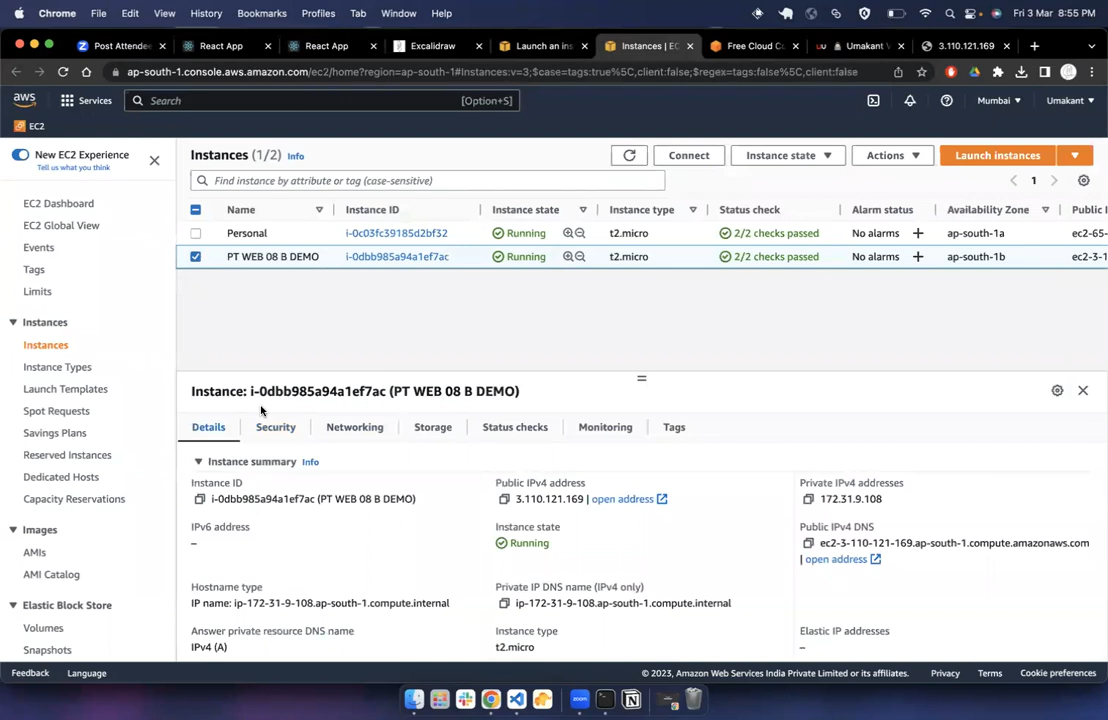 Chrome File Edit View History Bookmarks Profiles Tab Window Help Fri 3 Mar 8:55 PM
Post Attendee React App React App Excalidraw Launch an ins Instances | EC Free Cloud Co Umakant V 3.110.121.169
ap-south-1.console.aws.amazon.com/ec2/home?region=ap-south-1#Instances:v=3;$case=tags:true%5C,client:false;$regex=tags:false%5C,client:false
aws Services Search [Option+S] Mumbai Umakant
EC2
New EC2 Experience
Tell us what you think
EC2 Dashboard
EC2 Global View
Events
Tags
Limits
Instances
Instances
Instance Types
Launch Templates
Spot Requests
Savings Plans
Reserved Instances
Dedicated Hosts
Capacity Reservations
Images
AMIs
AMI Catalog
Elastic Block Store
Volumes
Snapshots
Instances (1/2) Info Connect Instance state Actions Launch instances
Find instance by attribute or tag (case-sensitive) 1
Name Instance ID Instance state Instance type Status check Alarm status Availability Zone Public I
Personal i-0c03fc39185d2bf32 Running t2.micro 2/2 checks passed No alarms + ap-south-1a ec2-65-
PT WEB 08 B DEMO i-0dbb985a94a1ef7ac Running t2.micro 2/2 checks passed No alarms + ap-south-1b ec2-3-1
Instance: i-0dbb985a94a1ef7ac (PT WEB 08 B DEMO)
Details Security Networking Storage Status checks Monitoring Tags
Instance summary Info
Instance ID
i-0dbb985a94a1ef7ac (PT WEB 08 B DEMO)
Public IPv4 address
3.110.121.169 | open address
Private IPv4 addresses
172.31.9.108
IPv6 address
–
Instance state
Running
Public IPv4 DNS
ec2-3-110-121-169.ap-south-1.compute.amazonaws.com
| open address
Hostname type
IP name: ip-172-31-9-108.ap-south-1.compute.internal
Private IP DNS name (IPv4 only)
ip-172-31-9-108.ap-south-1.compute.internal
Answer private resource DNS name
IPv4 (A)
Instance type
t2.micro
Elastic IP addresses
–
Feedback Language © 2023, Amazon Web Services India Private Limited or its affiliates. Privacy Terms Cookie preferences
zoom